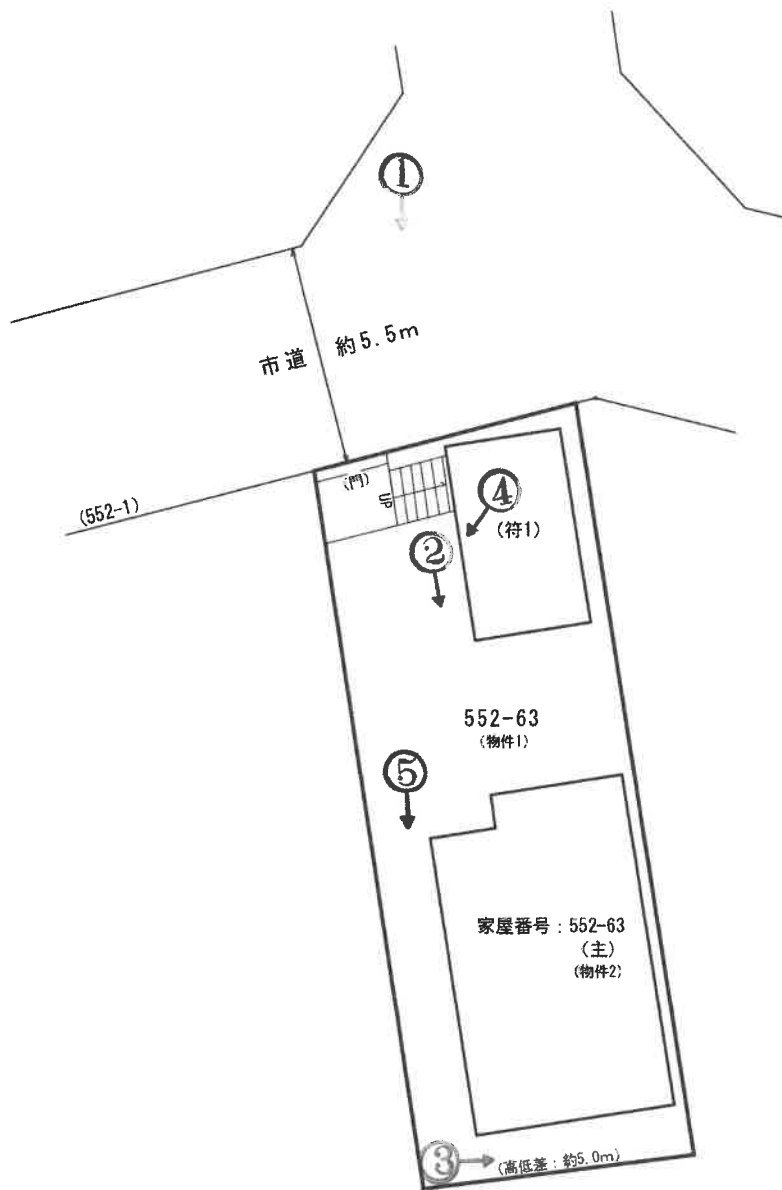 ①
市道 約5.5m
(552-1)
(門)
UP
④
(符1)
②
552-63
(物件1)
⑤
家屋番号:552-63
(主)
(物件2)
③
(高低差:約5.0m)